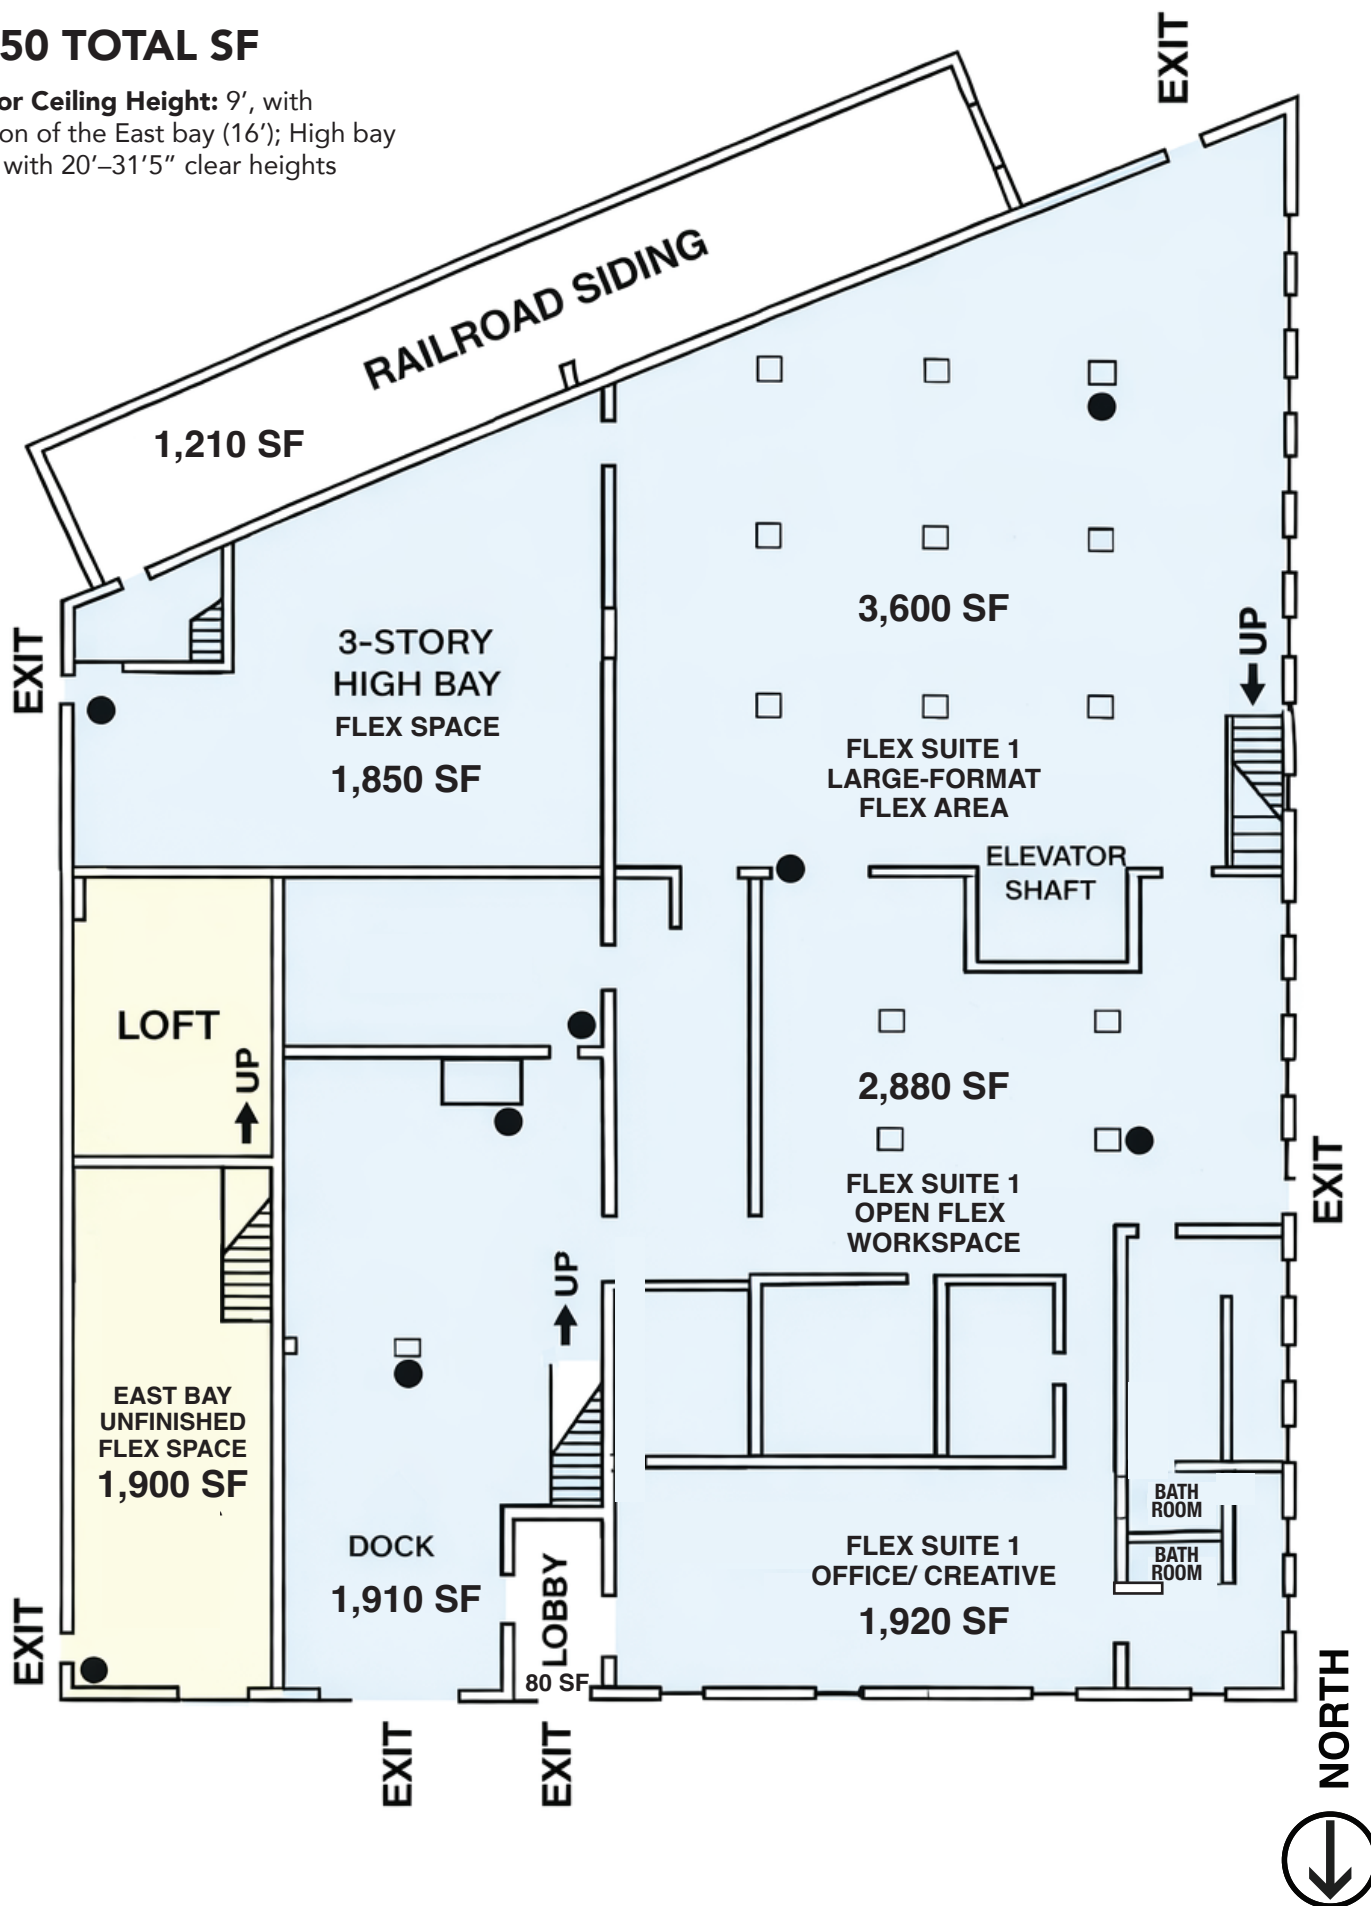 50 TOTAL SF
or Ceiling Height: 9’, with
on of the East bay (16’); High bay
with 20’–31’5” clear heights
EXIT
RAILROAD SIDING
1,210 SF
3,600 SF
UP
EXIT
3-STORY
HIGH BAY
FLEX SPACE
1,850 SF
FLEX SUITE 1
LARGE-FORMAT
FLEX AREA
ELEVATOR
SHAFT
LOFT
UP
2,880 SF
FLEX SUITE 1
OPEN FLEX
WORKSPACE
EXIT
UP
EAST BAY
UNFINISHED
FLEX SPACE
1,900 SF
DOCK
1,910 SF
LOBBY
80 SF
FLEX SUITE 1
OFFICE/ CREATIVE
1,920 SF
BATH
ROOM
BATH
ROOM
EXIT
EXIT
EXIT
NORTH